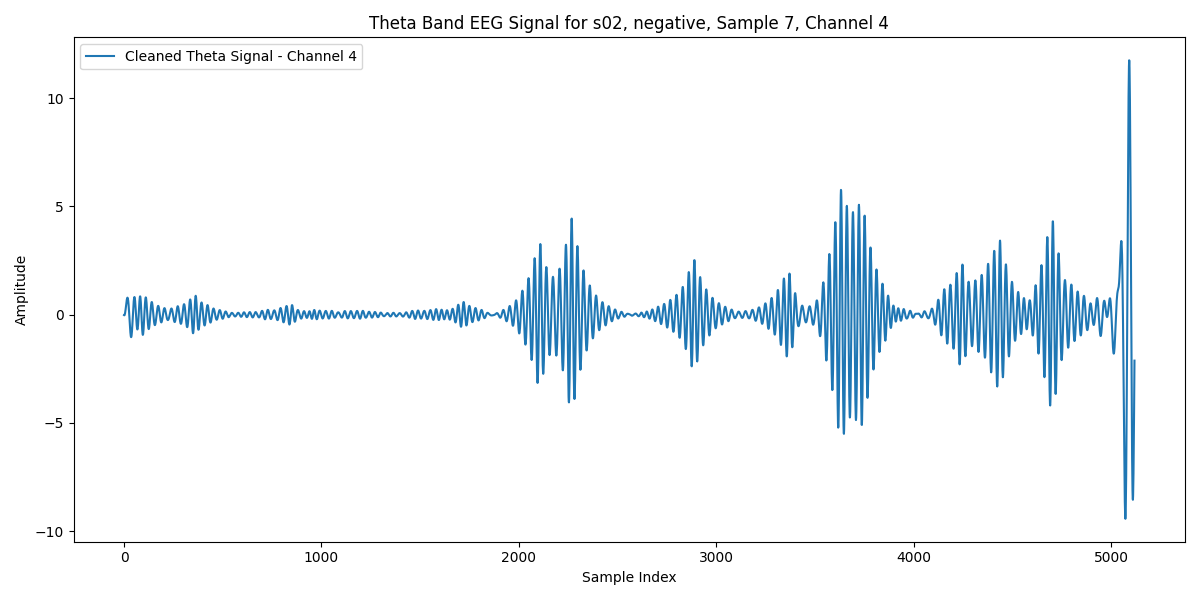 Theta Band EEG Signal for s02, negative, Sample 7, Channel 4
Cleaned Theta Signal - Channel 4
Amplitude
10
5
0
−5
−10
0 1000 2000 3000 4000 5000
Sample Index